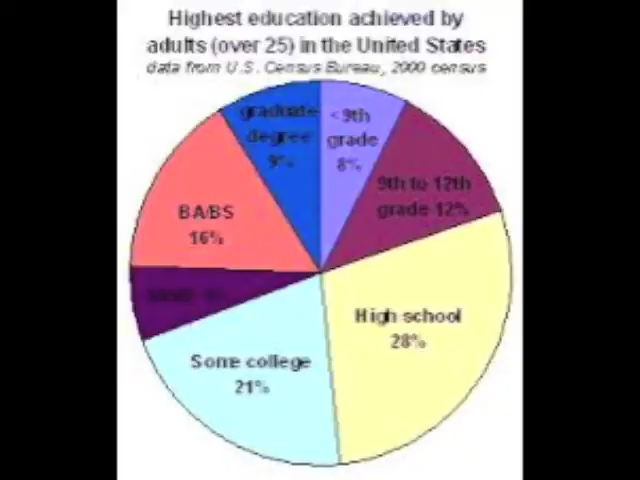 Highest education achieved by
adults (over 25) in the United States
data from U.S. Census Bureau, 2000 census
graduate
degree
9%
<9th
grade
8%
9th to 12th
grade 12%
BA/BS
16%
High school
28%
Some college
21%